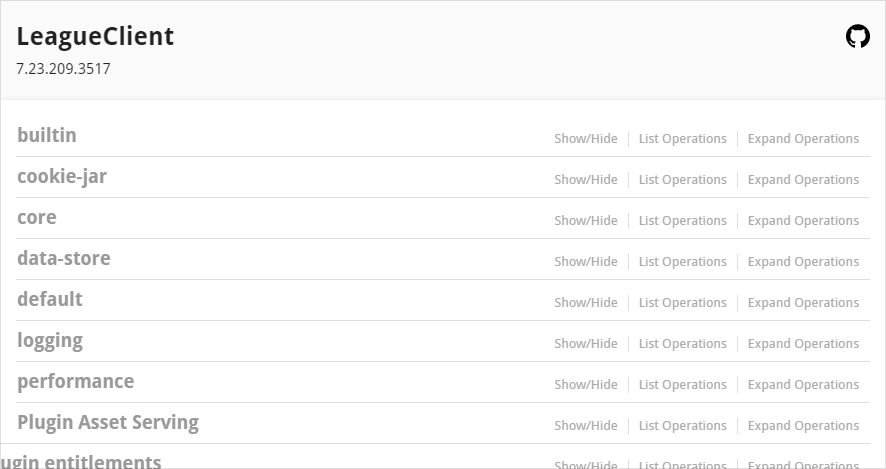 LeagueClient
7.23.209.3517
builtin Show/Hide List Operations Expand Operations
cookie-jar Show/Hide List Operations Expand Operations
core Show/Hide List Operations Expand Operations
data-store Show/Hide List Operations Expand Operations
default Show/Hide List Operations Expand Operations
logging Show/Hide List Operations Expand Operations
performance Show/Hide List Operations Expand Operations
Plugin Asset Serving Show/Hide List Operations Expand Operations
ugin entitlements Show/Hide List Operations Expand Operations